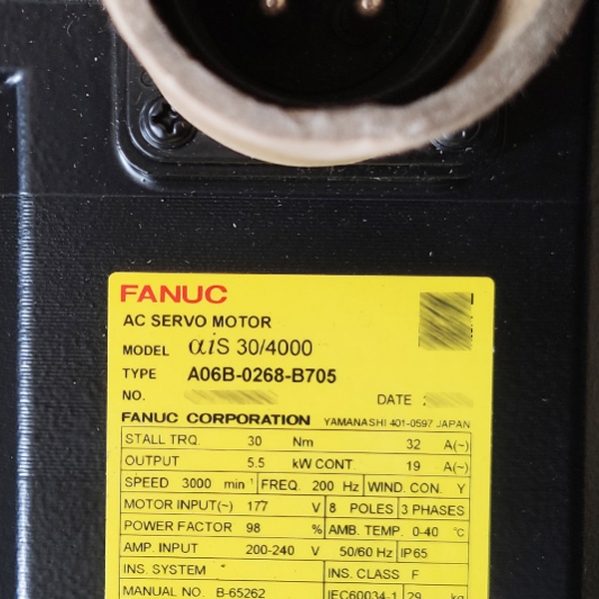 FANUC
AC SERVO MOTOR
MODEL αiS 30/4000
TYPE A06B-0268-B705
NO.
DATE
FANUC CORPORATION YAMANASHI 401-0597 JAPAN
STALL TRQ. 30 Nm 32 A(~)
OUTPUT 5.5 kW CONT. 19 A(~)
SPEED 3000 min⁻¹ FREQ. 200 Hz WIND. CON. Y
MOTOR INPUT(~) 177 V 8 POLES 3 PHASES
POWER FACTOR 98 % AMB. TEMP. 0-40 °C
AMP. INPUT 200-240 V 50/60 Hz IP65
INS. SYSTEM INS. CLASS F
MANUAL NO. B-65262 IEC60034-1 29 kg